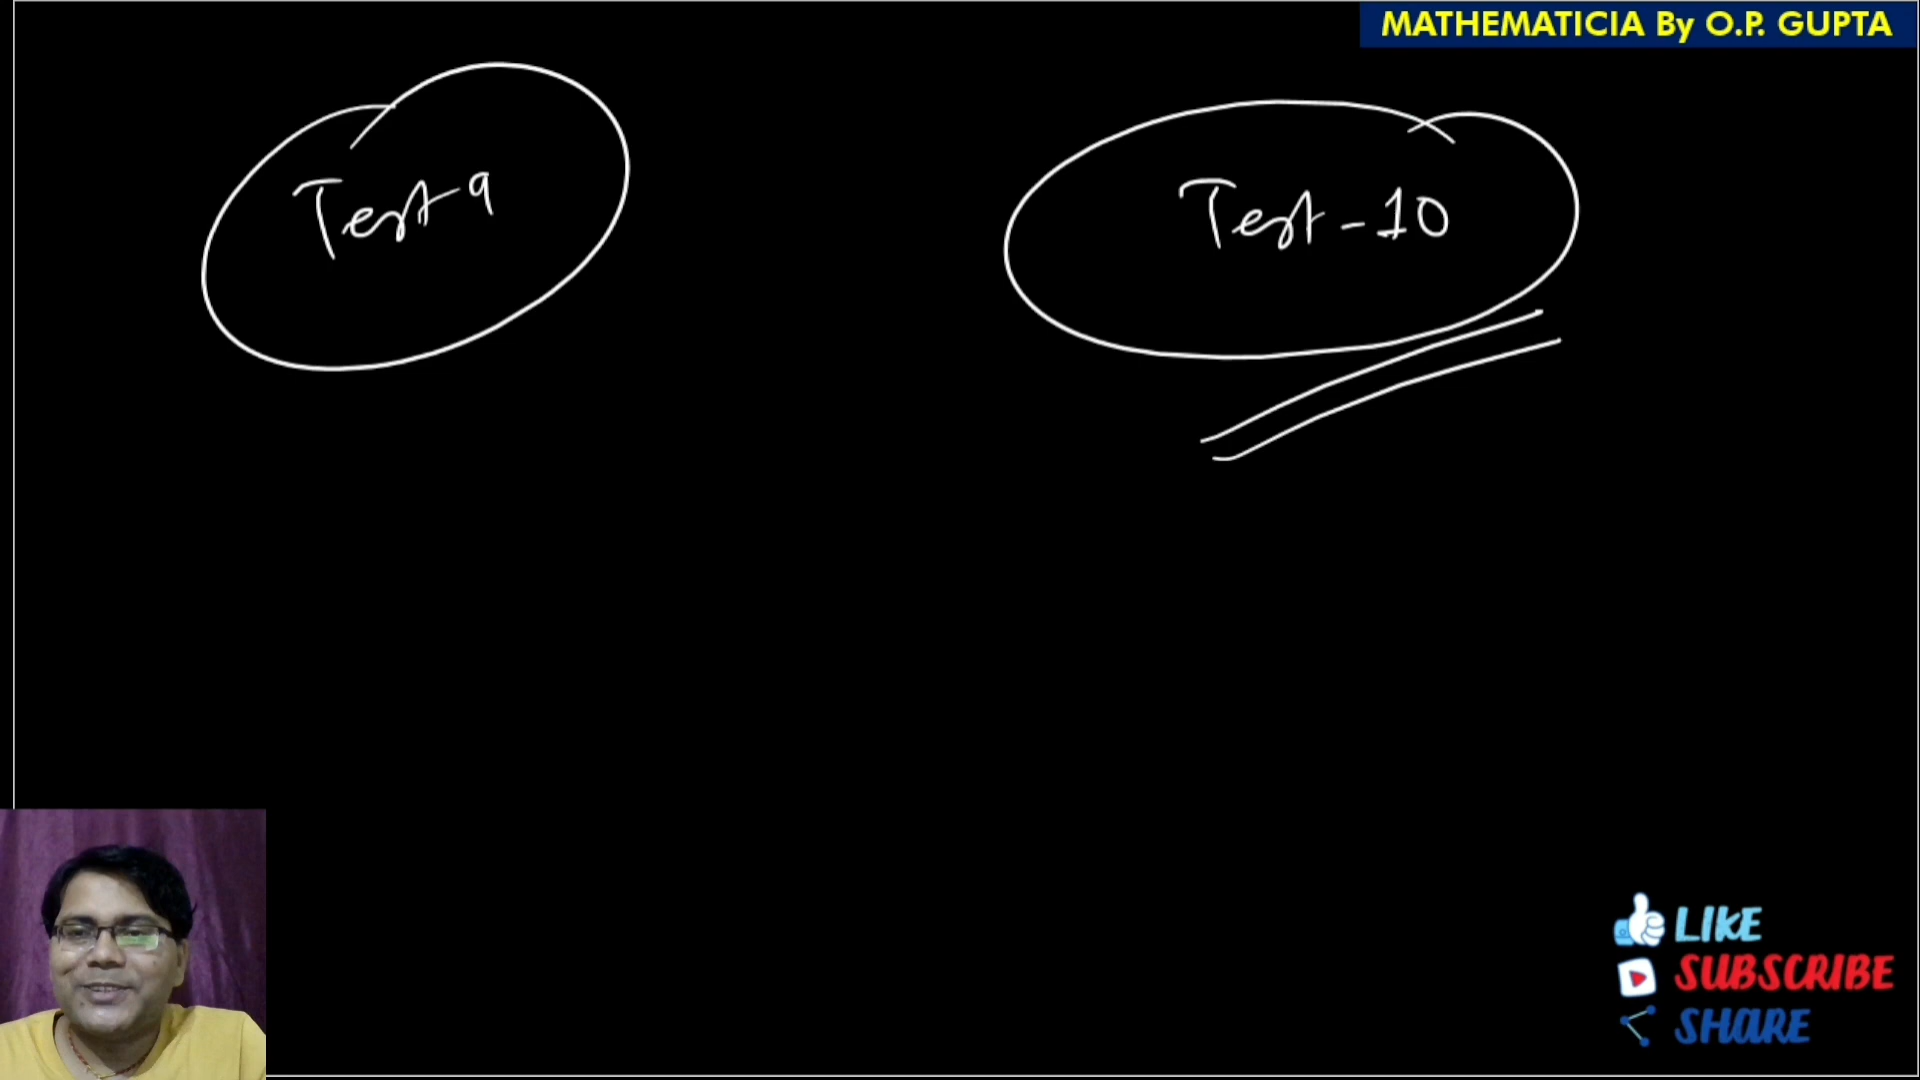 MATHEMATICIA By O.P. GUPTA
Test-9
Test-10
LIKE
SUBSCRIBE
SHARE